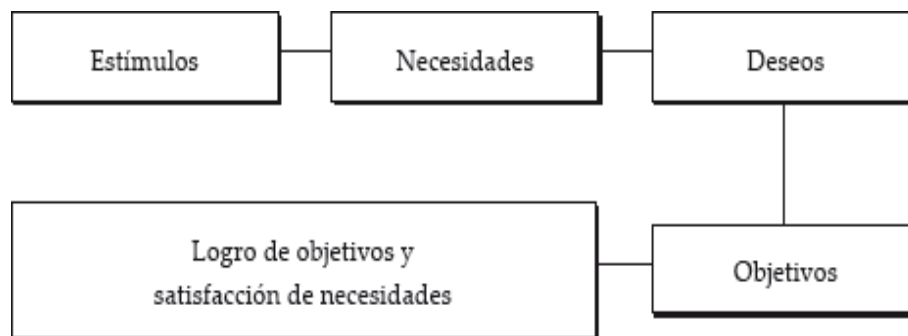 Estímulos
Necesidades
Deseos
Logro de objetivos y
satisfacción de necesidades
Objetivos